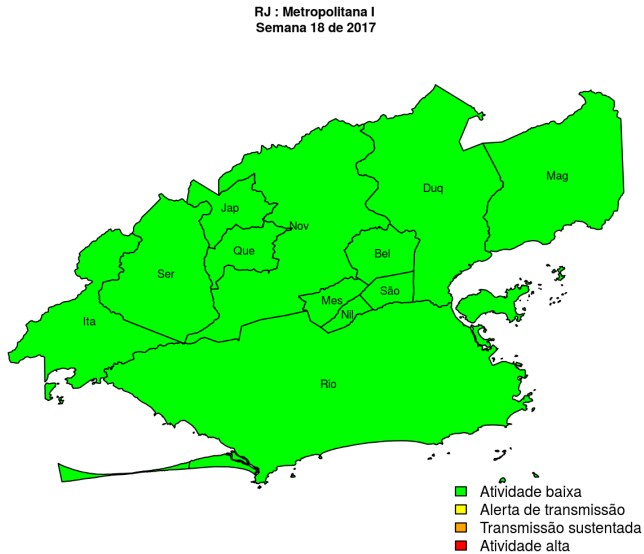 RJ : Metropolitana I
Semana 18 de 2017
Mag
Duq
Jap
Nov
Que
Bel
Ser
São
Mes
Nil
Ita
Rio
Atividade baixa
Alerta de transmissão
Transmissão sustentada
Atividade alta